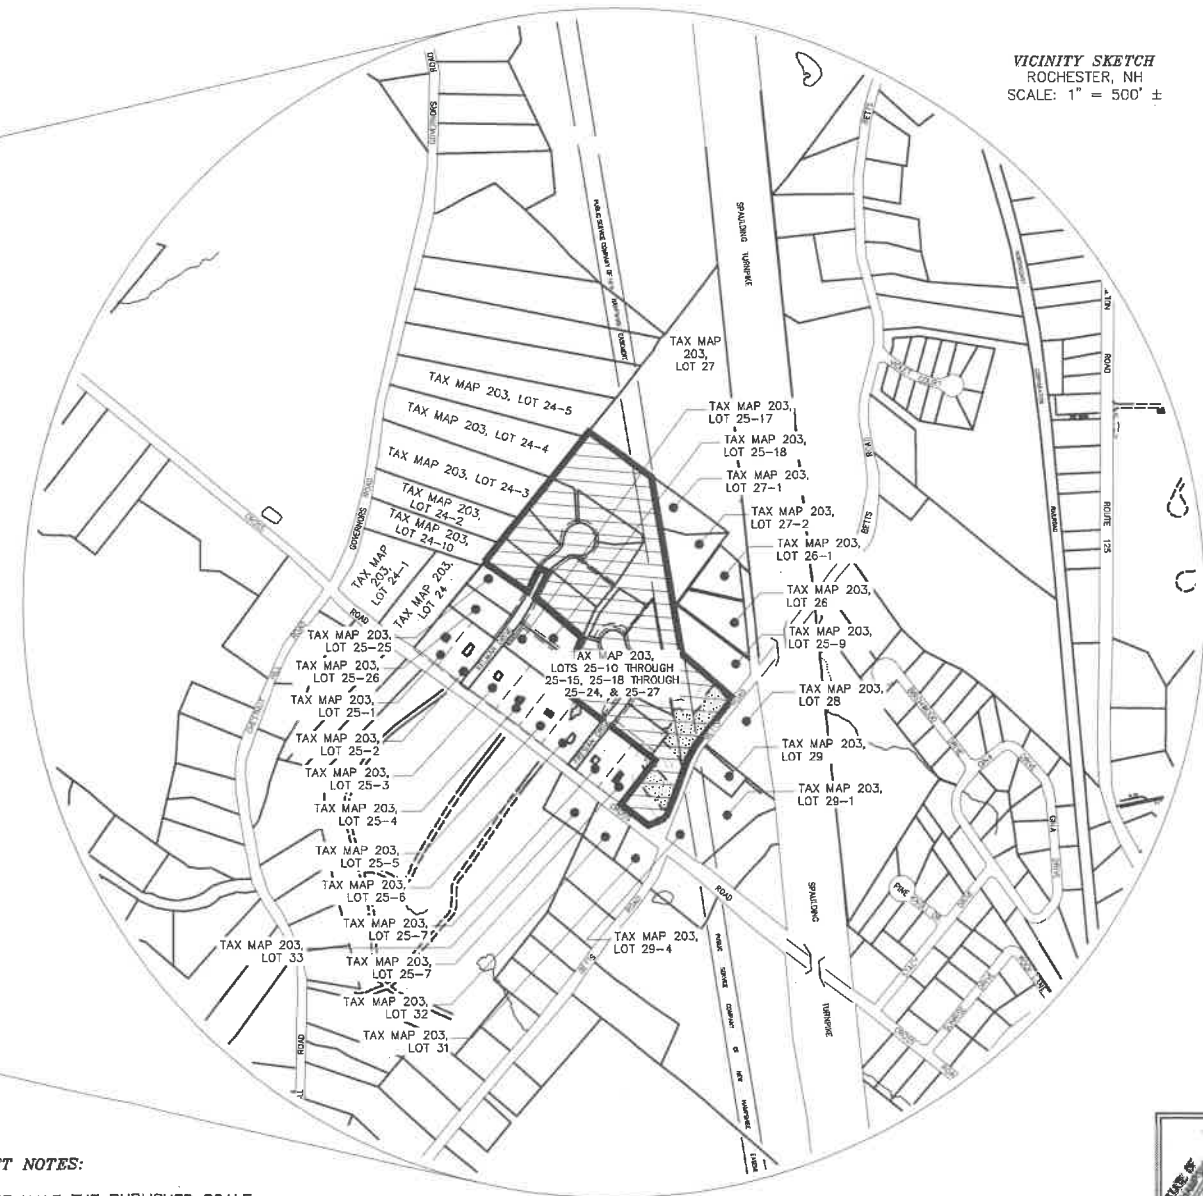 VICINITY SKETCH
ROCHESTER, NH
SCALE: 1" = 500' ±
ROAD
GOVERNORS
BETTS
SPAULDING TURNPIKE
TAX MAP
203,
LOT 27
ROAD
ROUTE 125
TAX MAP 203, LOT 24-5
TAX MAP 203, LOT 24-4
TAX MAP 203, LOT 24-3
TAX MAP 203,
LOT 24-2
TAX MAP 203,
LOT 24-10
TAX MAP
203,
LOT 24-1
TAX MAP 203,
LOT 24
GOVERNORS ROAD
CROSS
ROAD
TAX MAP 203,
LOT 25-17
TAX MAP 203,
LOT 25-18
TAX MAP 203,
LOT 27-1
TAX MAP 203,
LOT 27-2
TAX MAP 203,
LOT 26-1
TAX MAP 203,
LOT 26
TAX MAP 203,
LOT 25-9
TAX MAP 203,
LOT 28
TAX MAP 203,
LOT 29
TAX MAP 203,
LOT 29-1
BETTS ROAD
AX MAP 203,
LOTS 25-10 THROUGH
25-15, 25-18 THROUGH
25-24, & 25-27
TAX MAP 203,
LOT 25-25
TAX MAP 203,
LOT 25-26
TAX MAP 203,
LOT 25-1
TAX MAP 203,
LOT 25-2
TAX MAP 203,
LOT 25-3
TAX MAP 203,
LOT 25-4
TAX MAP 203,
LOT 25-5
TAX MAP 203,
LOT 25-6
TAX MAP 203,
LOT 25-7
TAX MAP 203,
LOT 33
TAX MAP 203,
LOT 25-7
TAX MAP 203,
LOT 32
TAX MAP 203,
LOT 31
TAX MAP 203,
LOT 29-4
ROAD
BETTS ROAD
SPAULDING TURNPIKE
PUBLIC SERVICE COMPANY OF NEW HAMPSHIRE
PINE
ROAD
T NOTES: